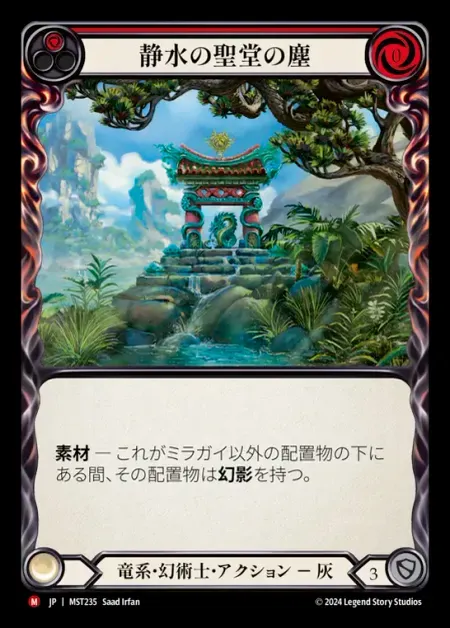 静水の聖堂の塵
0
素材 — これがミラガイ以外の配置物の下に
ある間、その配置物は幻影を持つ。
竜系・幻術士・アクション － 灰
3
M JP | MST235 Saad Irfan
© 2024 Legend Story Studios